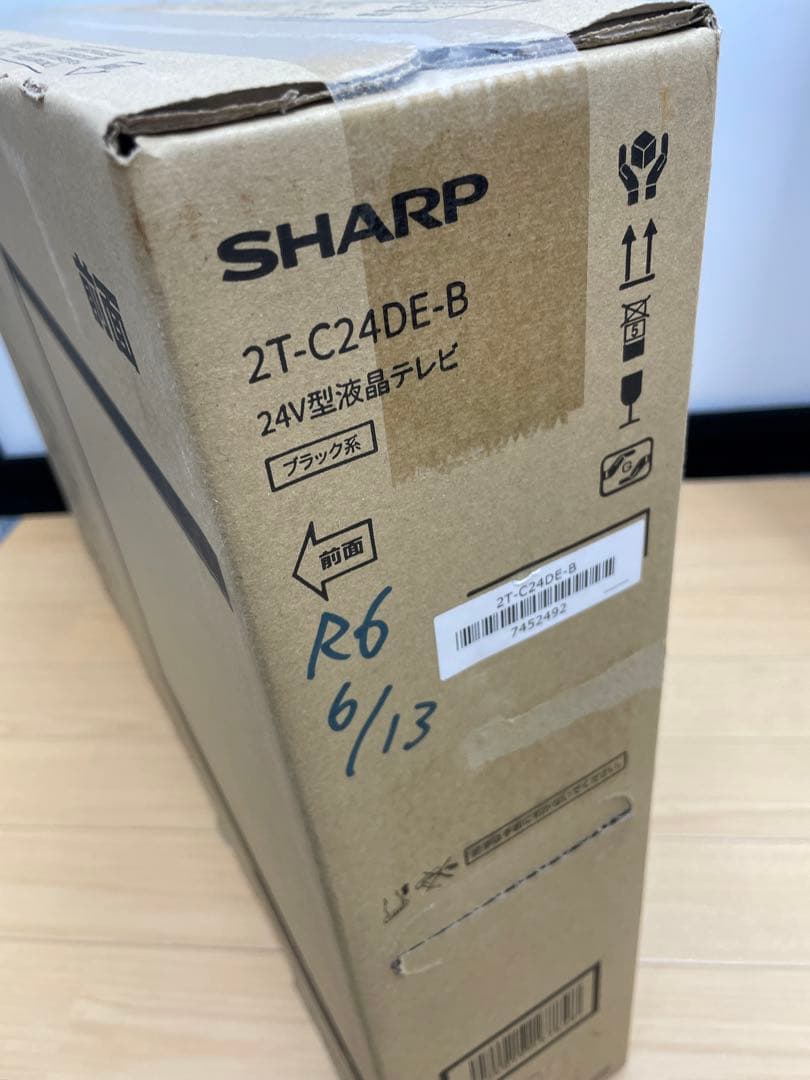 SHARP
2T-C24DE-B
24V型液晶テレビ
ブラック系
前面
5
G
前面
2T-C24DE-B
7452492
R6
6/13